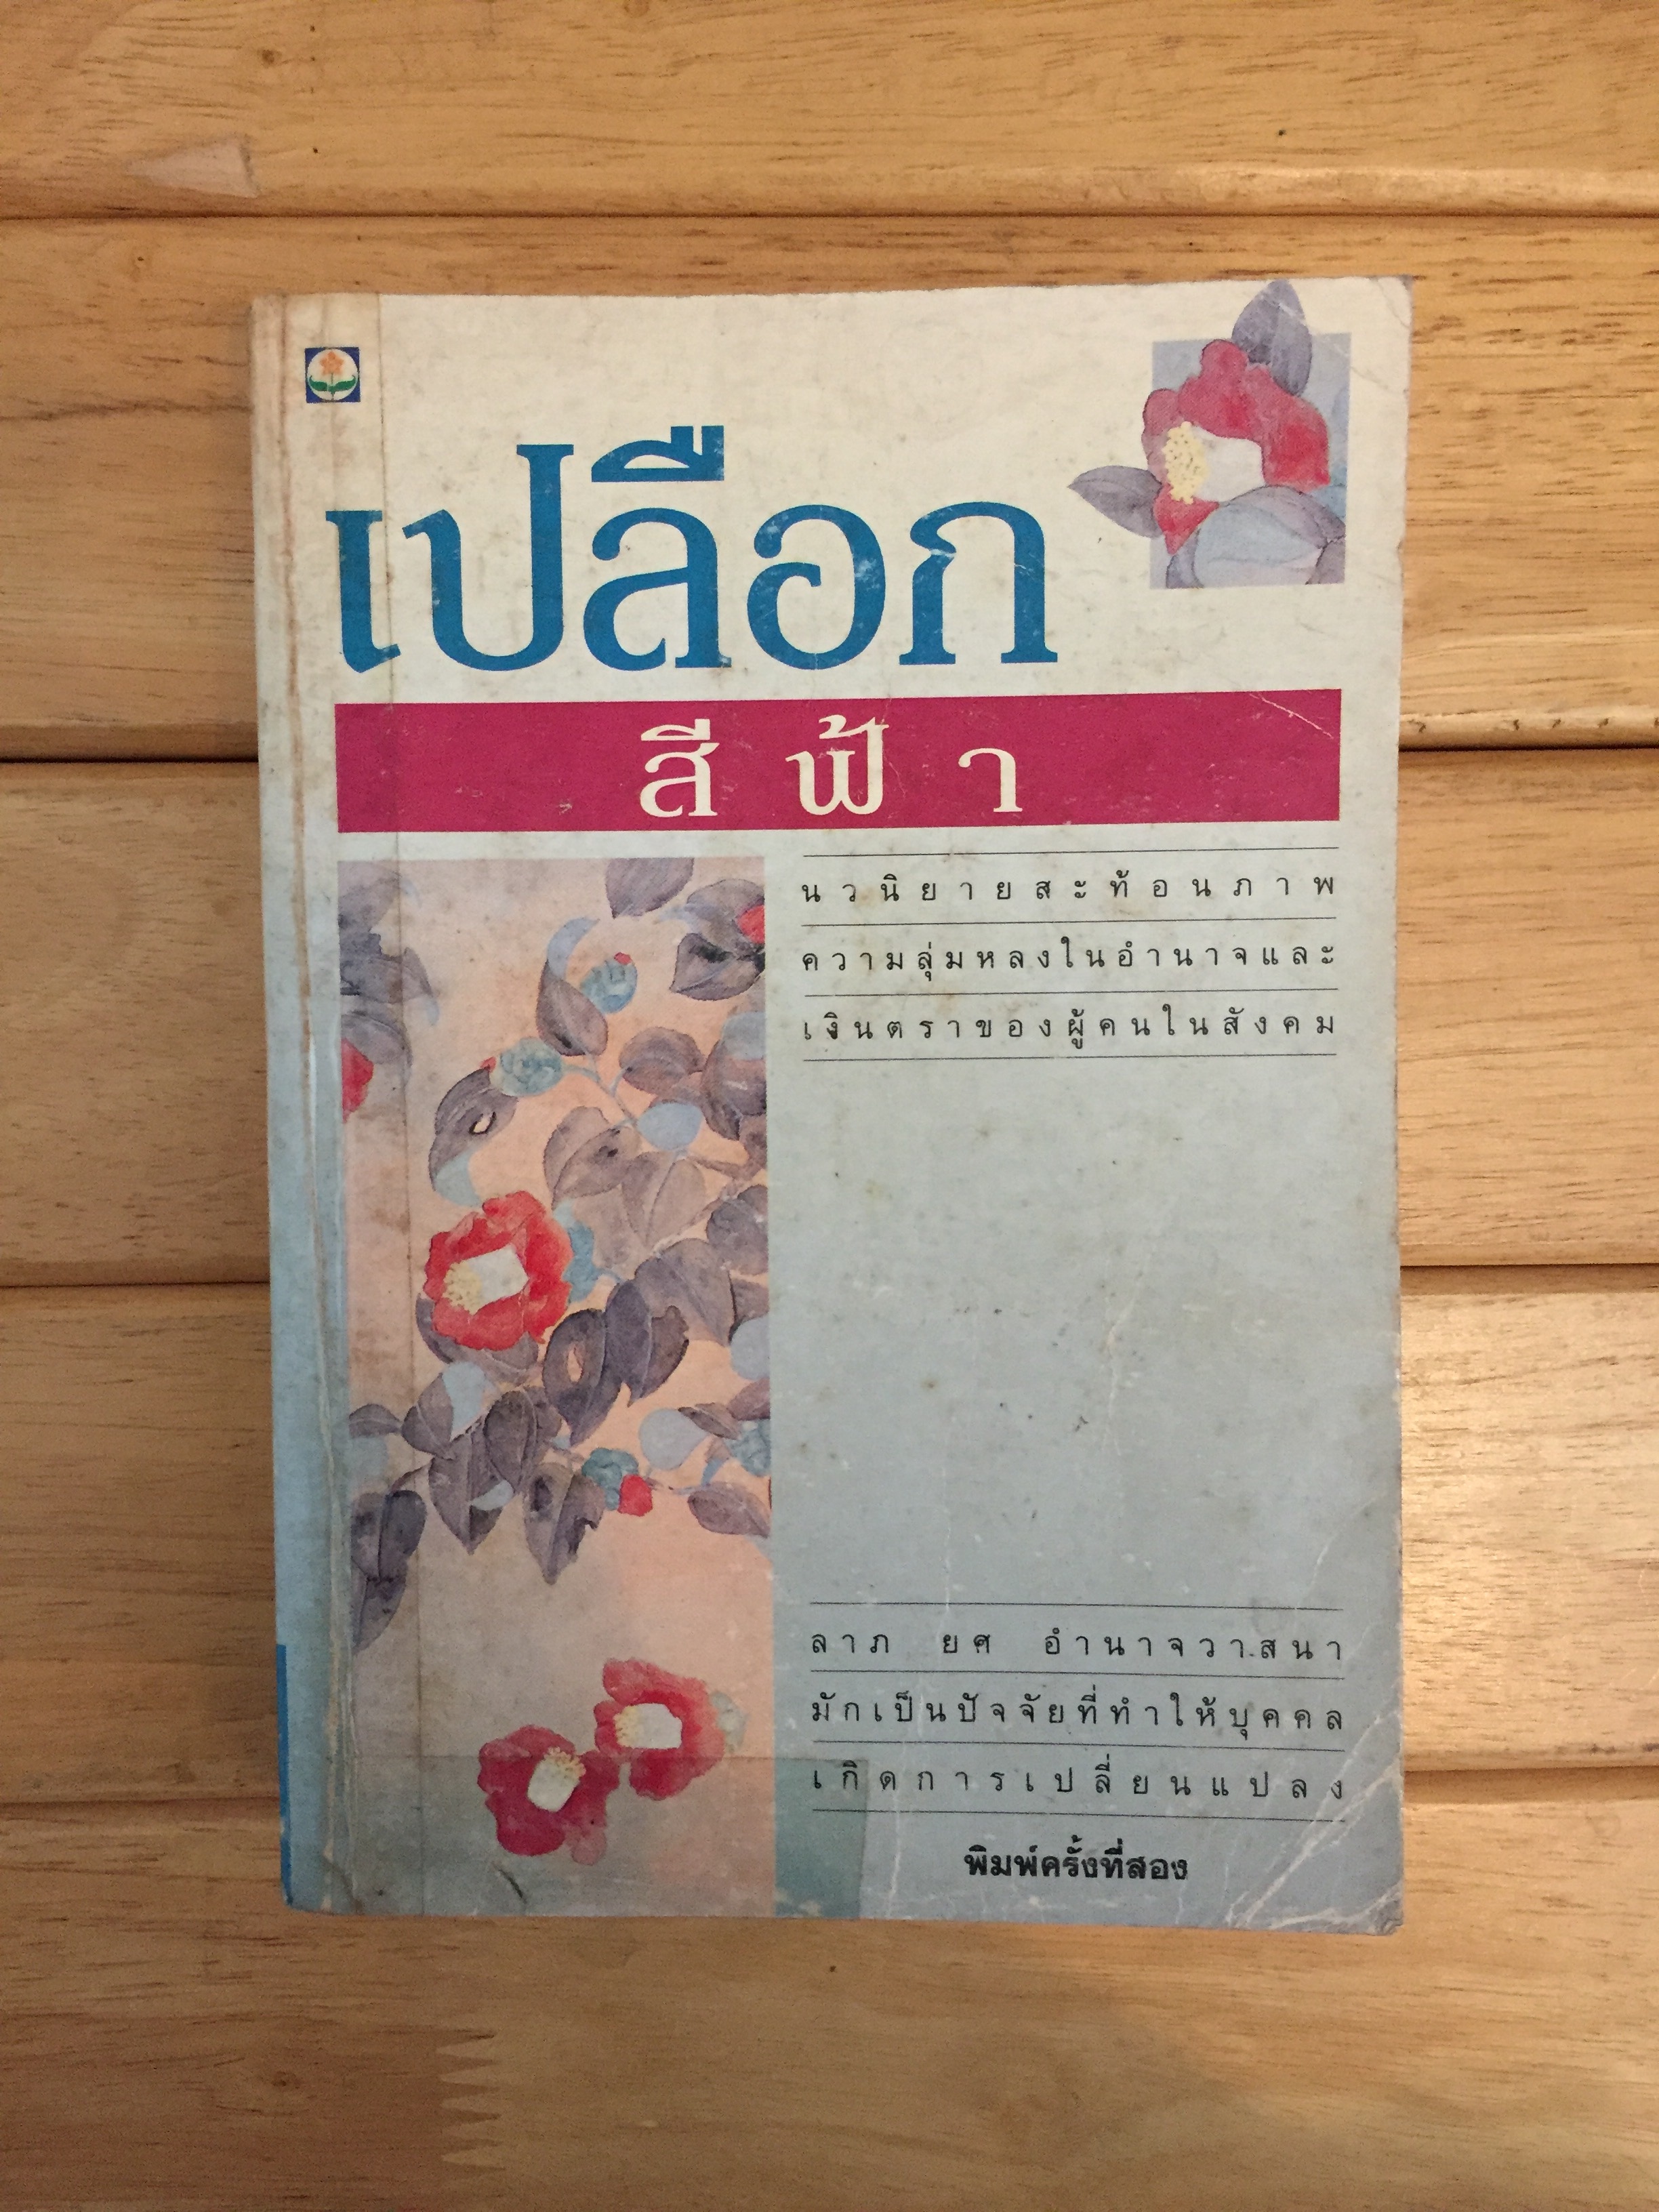 เปลือก
สีฟ้า
นวนิยายสะท้อนภาพ
ความลุ่มหลงในอำนาจและ
เงินตราของผู้คนในสังคม
ลาภ ยศ อำนาจวาสนา
มักเป็นปัจจัยที่ทำให้บุคคล
เกิดการเปลี่ยนแปลง
พิมพ์ครั้งที่สอง